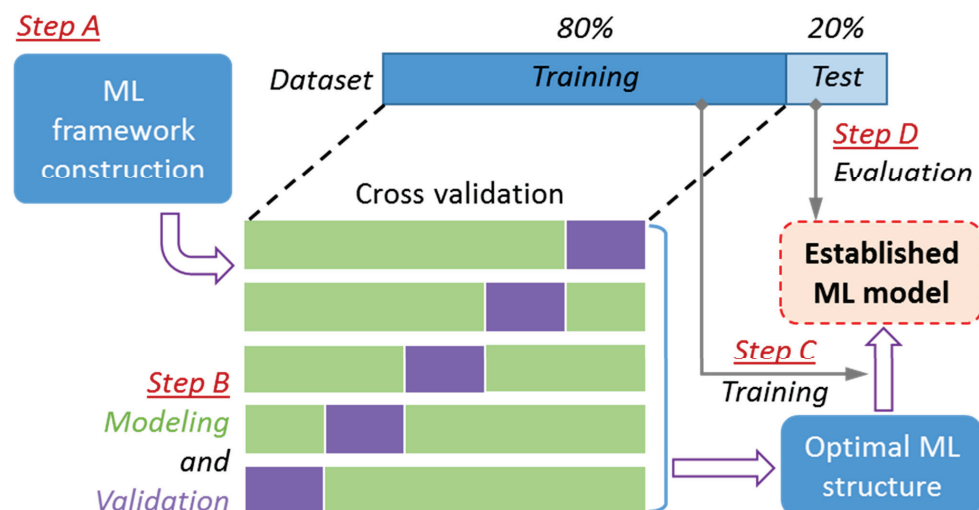 Step A
ML
framework
construction
80%
20%
Dataset
Training
Test
Step D
Evaluation
Cross validation
Established
ML model
Step B
Modeling
and
Validation
Step C
Training
Optimal ML
structure